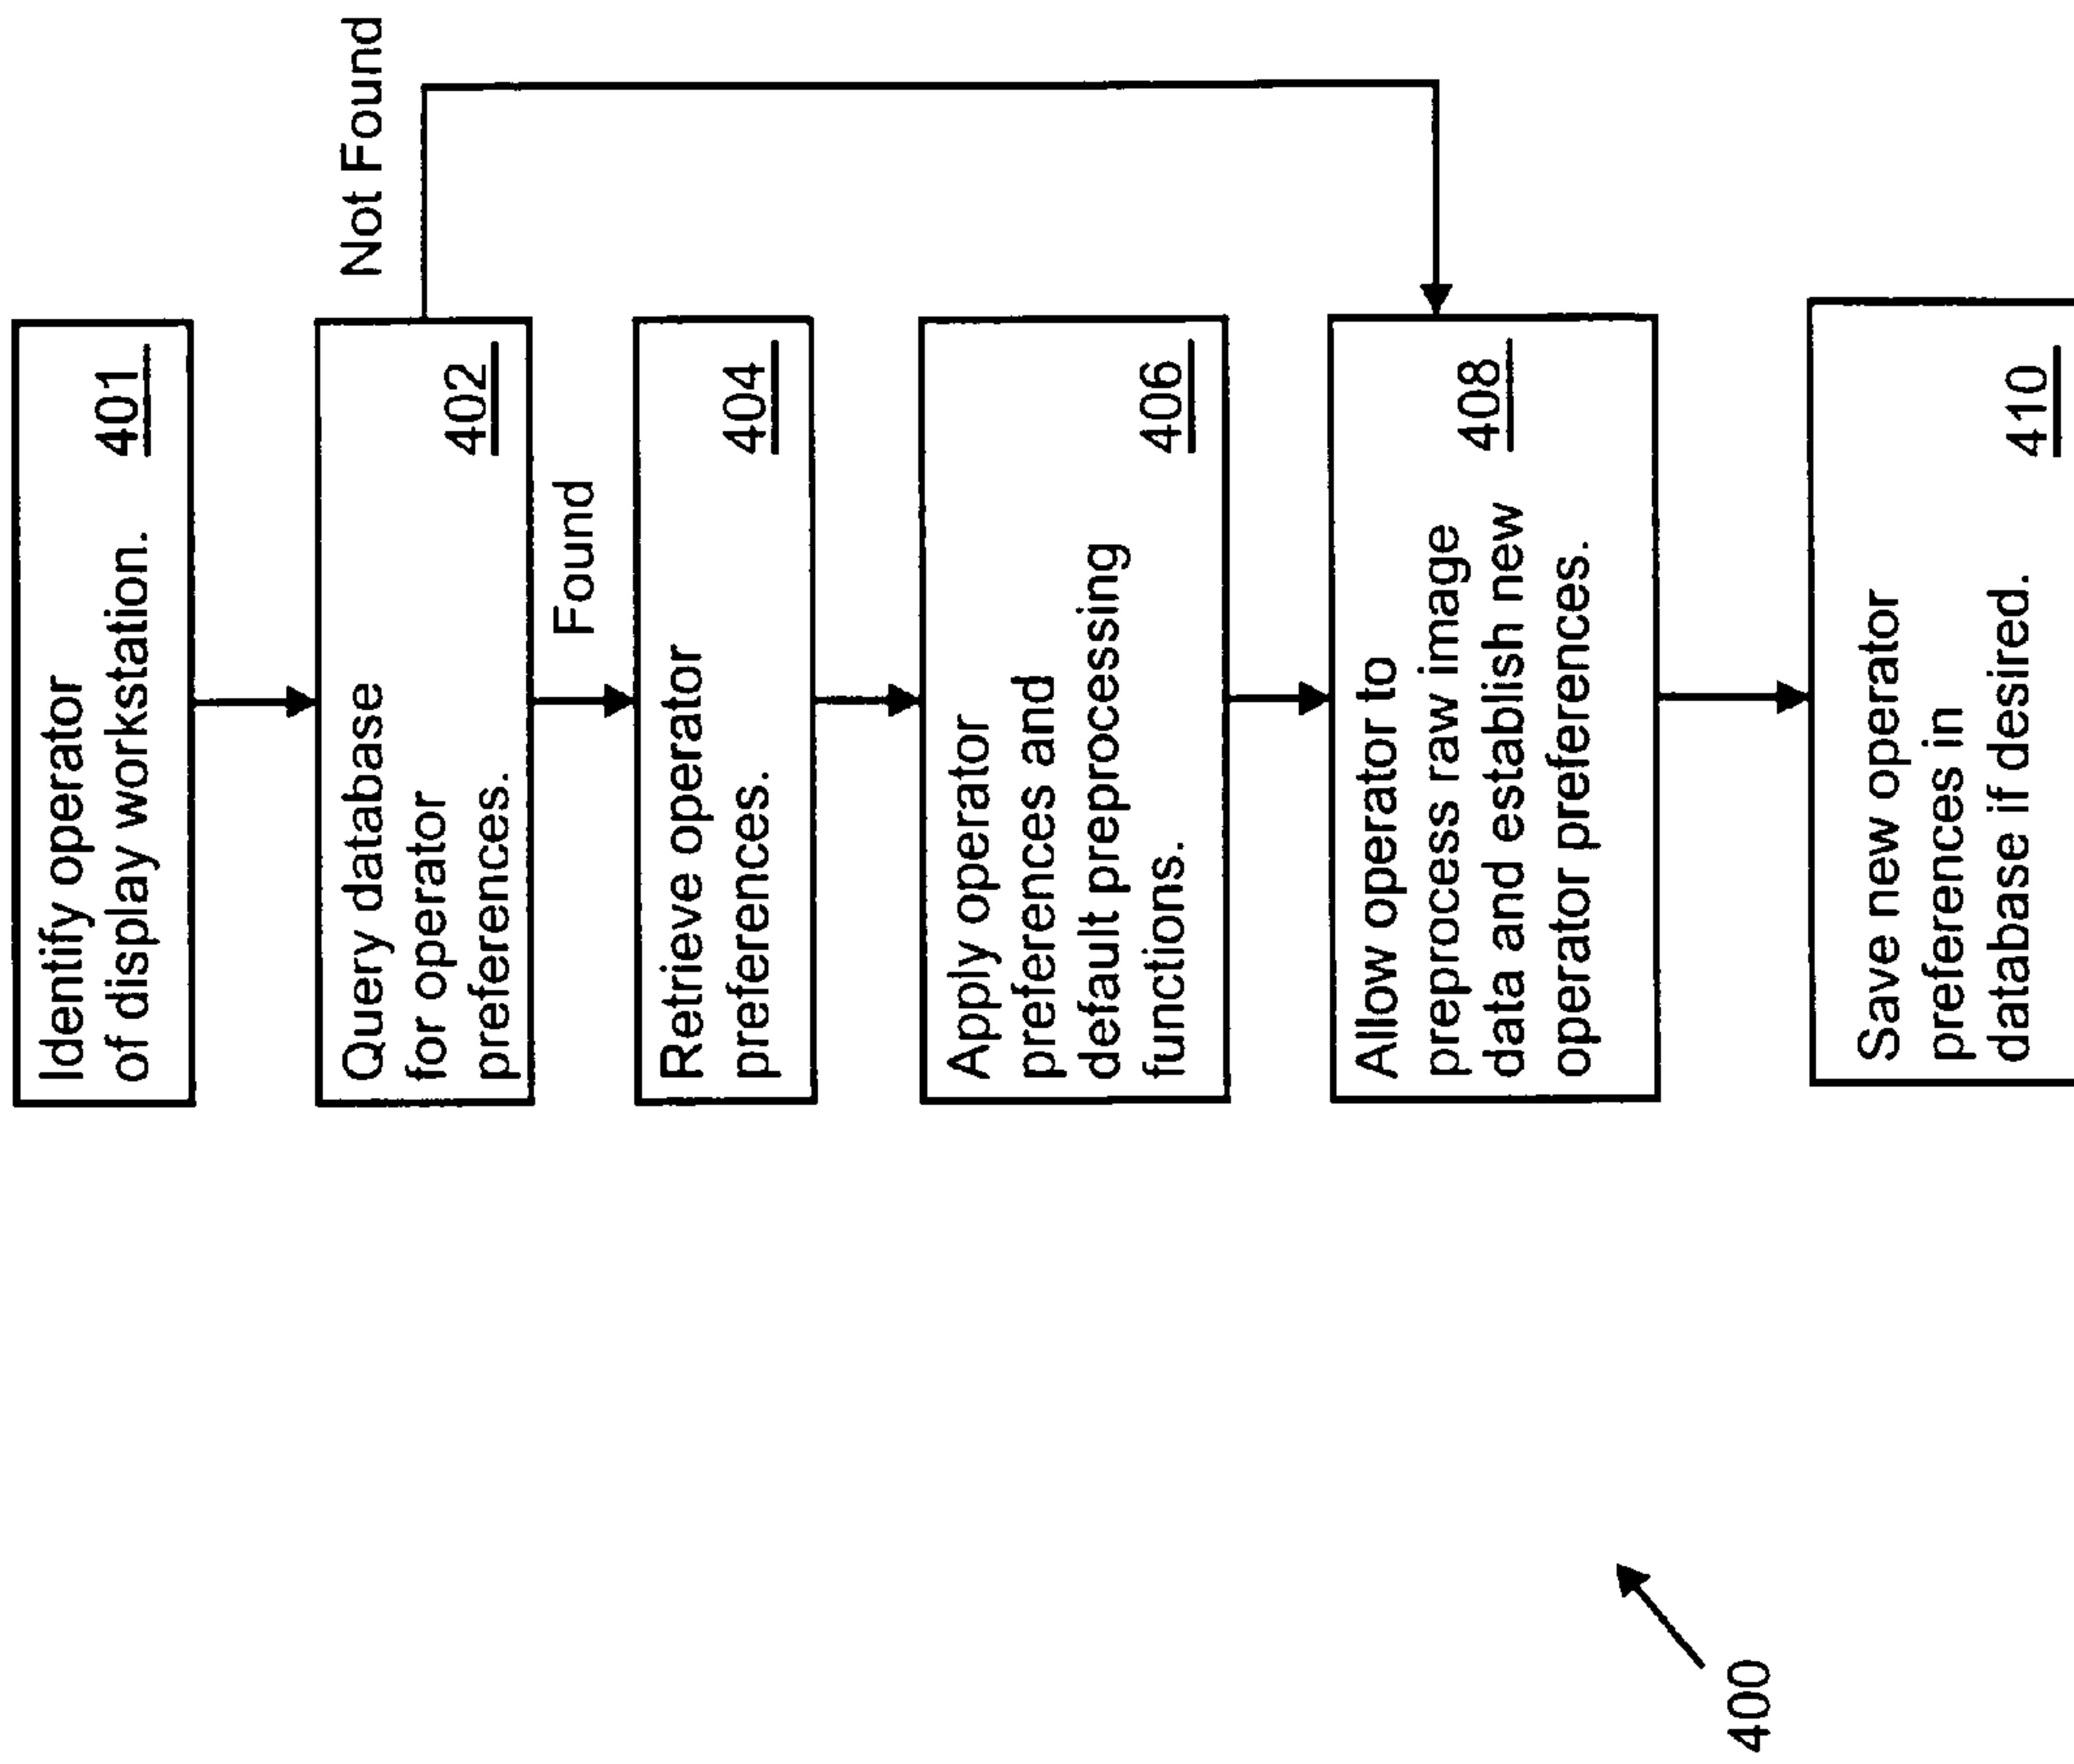 Identify operator
of display workstation. 401
Not Found
Query database
for operator
preferences. 402
Found
Retrieve operator
preferences. 404
Apply operator
preferences and
default preprocessing
functions. 406
Allow operator to
preprocess raw image
data and establish new 408
operator preferences.
Save new operator
preferences in
database if desired. 410
400